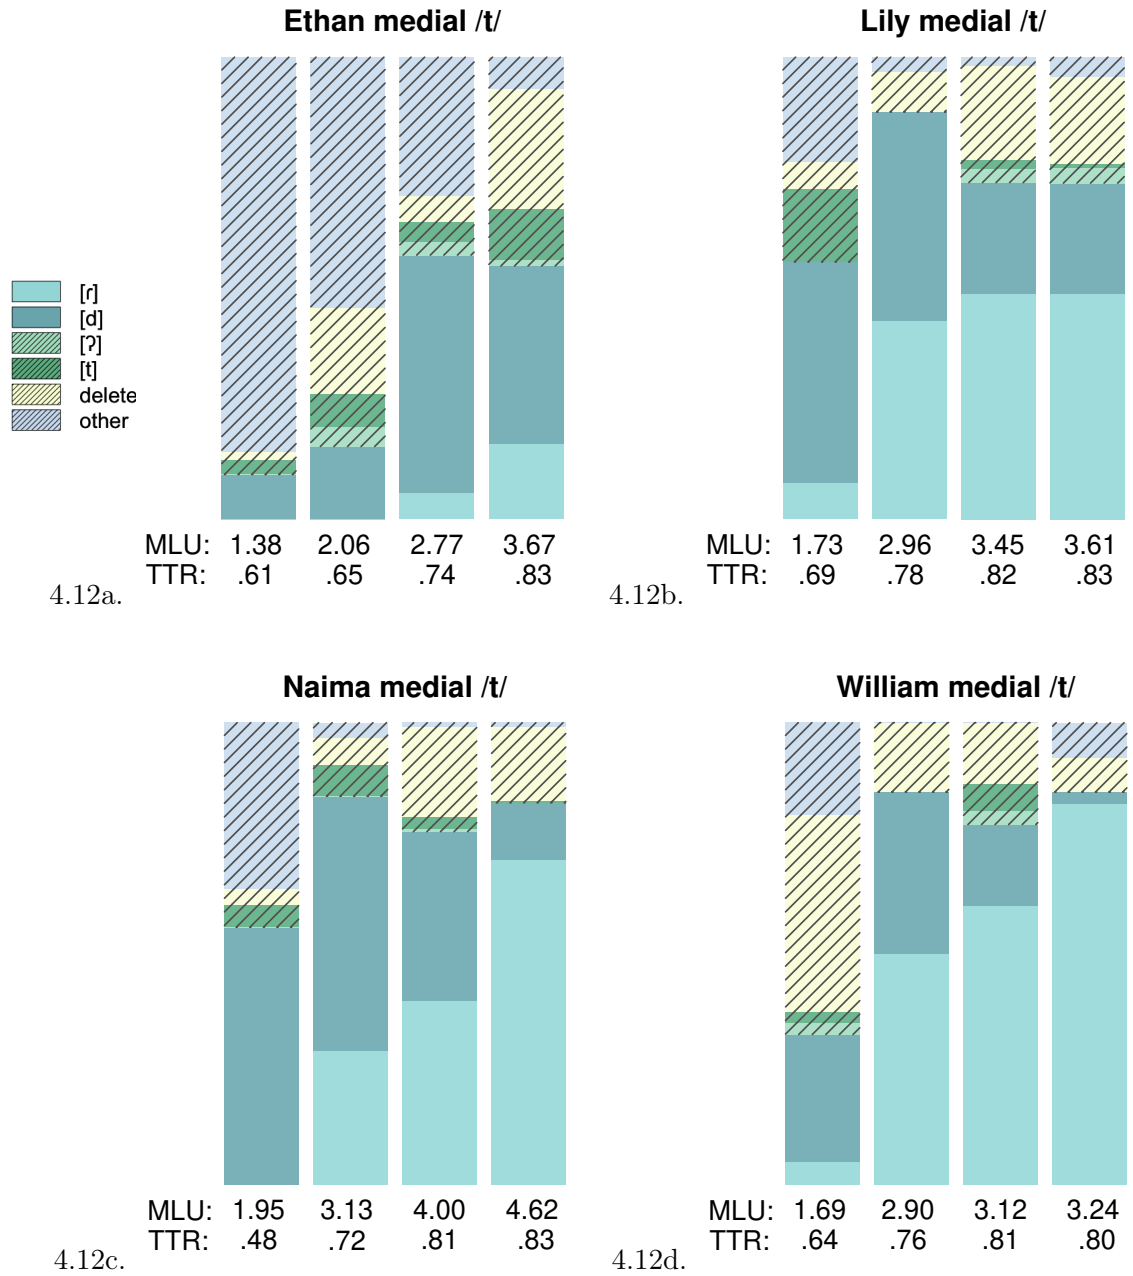 Ethan medial /t/
Lily medial /t/
[ɾ]
[d]
[ʔ]
[t]
delete
other
MLU: 1.38 2.06 2.77 3.67
TTR: .61 .65 .74 .83
4.12a.
MLU: 1.73 2.96 3.45 3.61
TTR: .69 .78 .82 .83
4.12b.
Naima medial /t/
William medial /t/
MLU: 1.95 3.13 4.00 4.62
TTR: .48 .72 .81 .83
4.12c.
MLU: 1.69 2.90 3.12 3.24
TTR: .64 .76 .81 .80
4.12d.